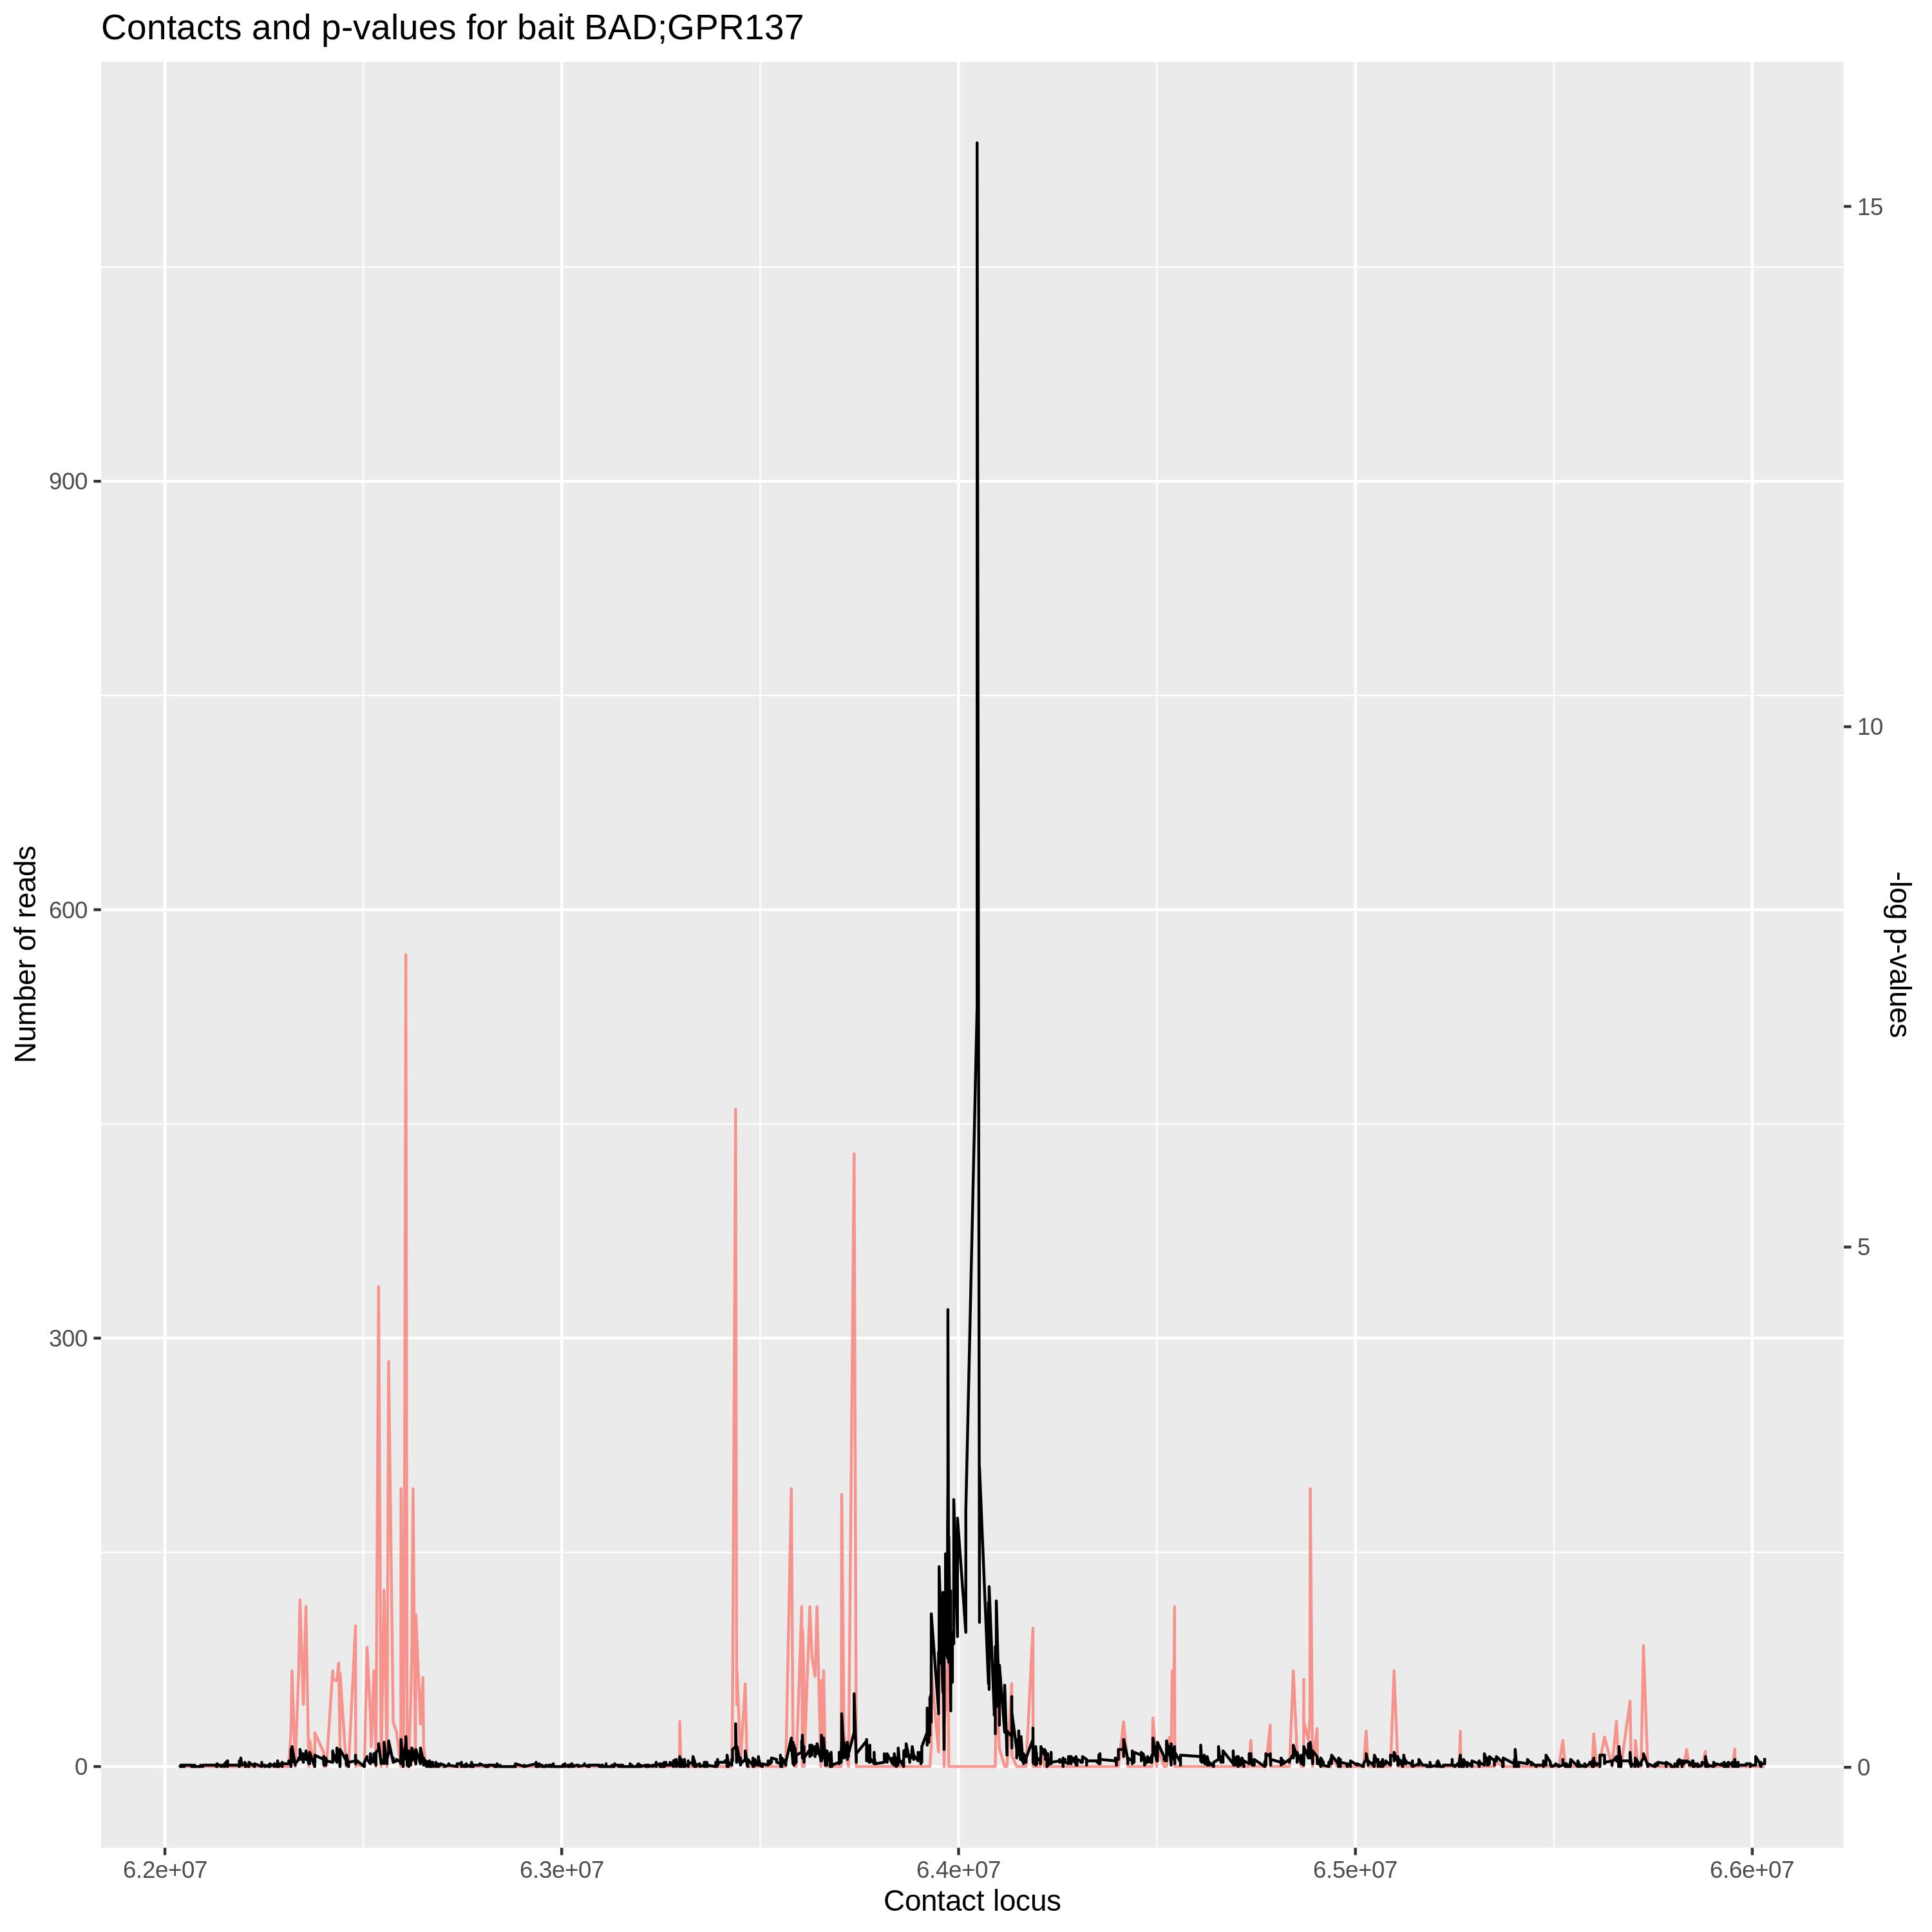 Contacts and p-values for bait BAD;GPR137
Number of reads
900
600
300
0
15
10
5
0
-log p-values
6.2e+07
6.3e+07
6.4e+07
6.5e+07
6.6e+07
Contact locus